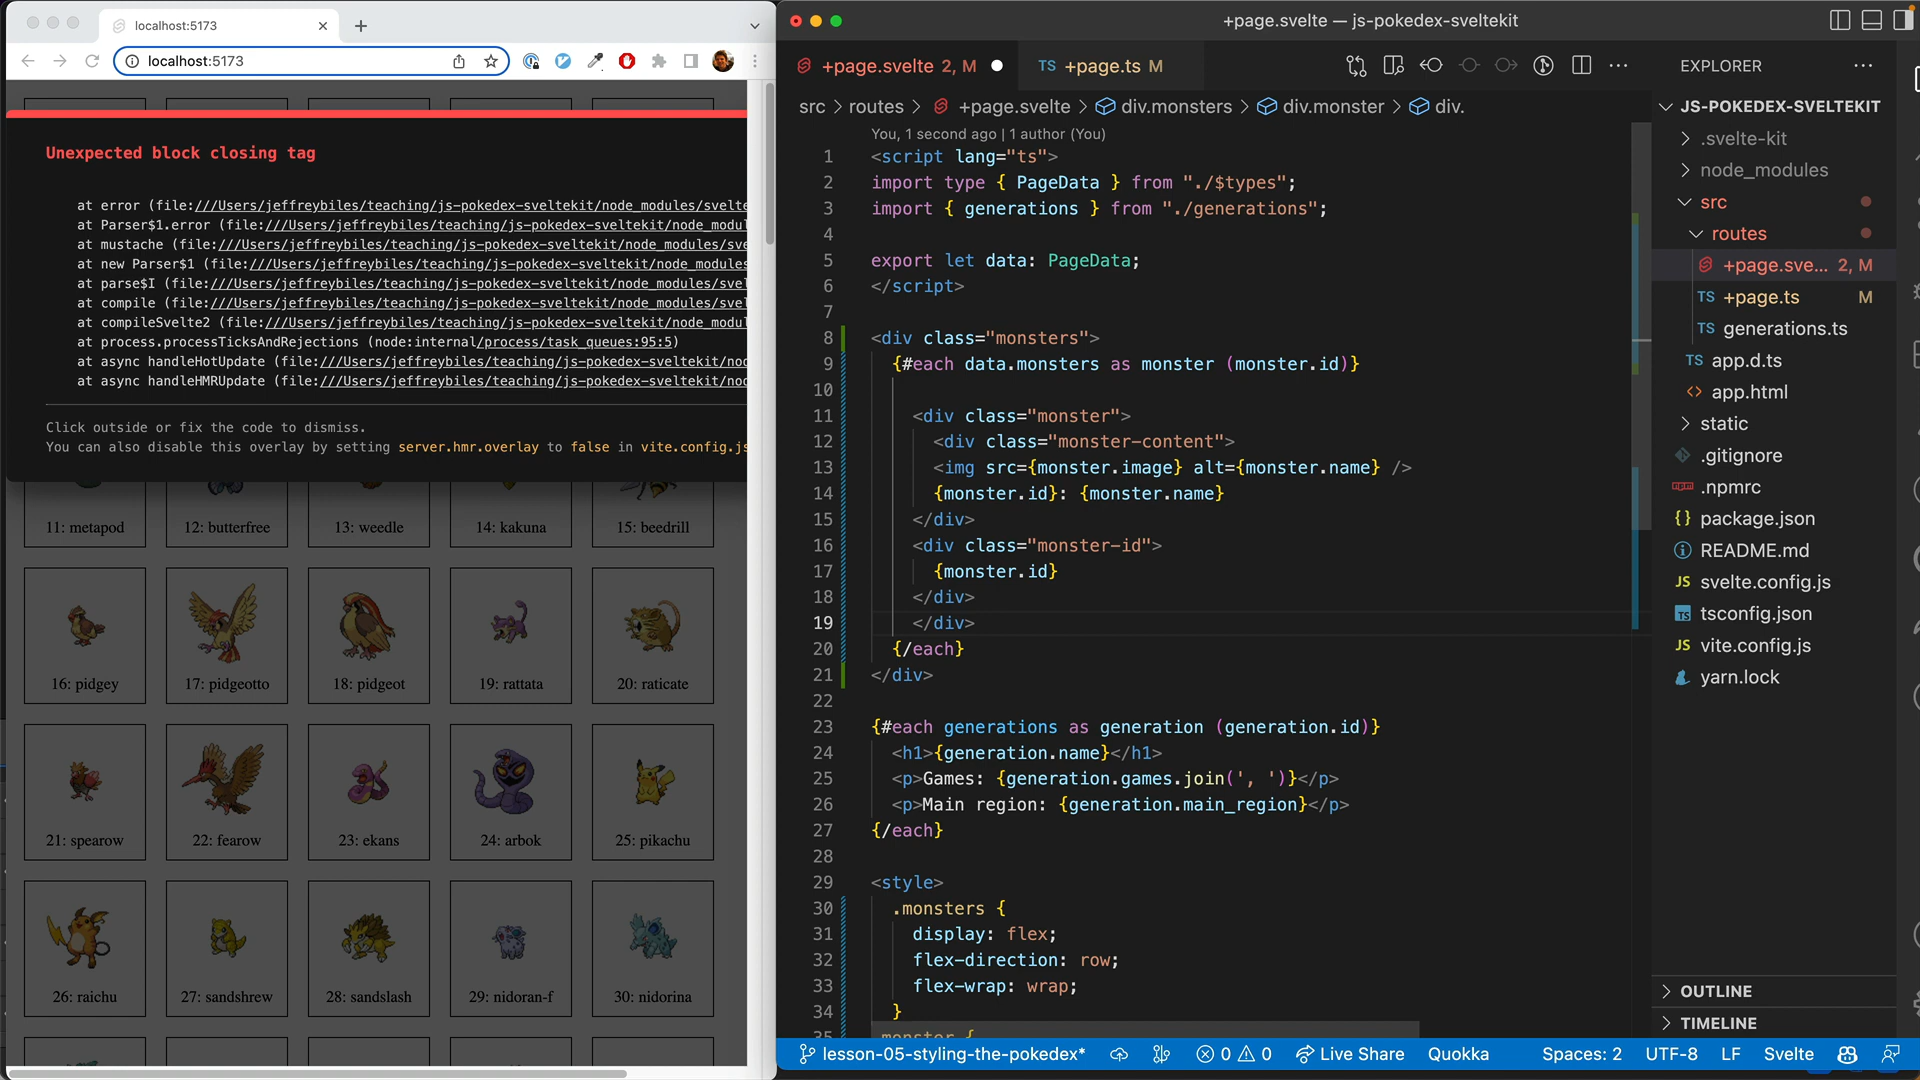 localhost:5173
localhost:5173
Unexpected block closing tag
at error (file:///Users/jeffreybiles/teaching/js-pokedex-sveltekit/node_modules/svelte
at Parser$1.error (file:///Users/jeffreybiles/teaching/js-pokedex-sveltekit/node_modul
at mustache (file:///Users/jeffreybiles/teaching/js-pokedex-sveltekit/node_modules/sve
at new Parser$1 (file:///Users/jeffreybiles/teaching/js-pokedex-sveltekit/node_modules
at parse$I (file:///Users/jeffreybiles/teaching/js-pokedex-sveltekit/node_modules/svel
at compile (file:///Users/jeffreybiles/teaching/js-pokedex-sveltekit/node_modules/svel
at compileSvelte2 (file:///Users/jeffreybiles/teaching/js-pokedex-sveltekit/node_modul
at process.processTicksAndRejections (node:internal/process/task_queues:95:5)
at async handleHotUpdate (file:///Users/jeffreybiles/teaching/js-pokedex-sveltekit/nod
at async handleHMRUpdate (file:///Users/jeffreybiles/teaching/js-pokedex-sveltekit/nod
Click outside or fix the code to dismiss.
You can also disable this overlay by setting server.hmr.overlay to false in vite.config.js
11: metapod 12: butterfree 13: weedle 14: kakuna 15: beedrill
16: pidgey 17: pidgeotto 18: pidgeot 19: rattata 20: raticate
21: spearow 22: fearow 23: ekans 24: arbok 25: pikachu
26: raichu 27: sandshrew 28: sandslash 29: nidoran-f 30: nidorina
+page.svelte — js-pokedex-sveltekit
+page.svelte 2, M
TS +page.ts M
src > routes > +page.svelte > div.monsters > div.monster > div.
You, 1 second ago | 1 author (You)
1 <script lang="ts">
2 import type { PageData } from "./$types";
3 import { generations } from "./generations";
4
5 export let data: PageData;
6 </script>
7
8 <div class="monsters">
9 {#each data.monsters as monster (monster.id)}
10
11 <div class="monster">
12 <div class="monster-content">
13 <img src={monster.image} alt={monster.name} />
14 {monster.id}: {monster.name}
15 </div>
16 <div class="monster-id">
17 {monster.id}
18 </div>
19 </div>
20 {/each}
21 </div>
22
23 {#each generations as generation (generation.id)}
24 <h1>{generation.name}</h1>
25 <p>Games: {generation.games.join(', ')}</p>
26 <p>Main region: {generation.main_region}</p>
27 {/each}
28
29 <style>
30 .monsters {
31 display: flex;
32 flex-direction: row;
33 flex-wrap: wrap;
34 }
35 .monster {
EXPLORER
JS-POKEDEX-SVELTEKIT
.svelte-kit
node_modules
src
routes
+page.sve... 2, M
TS +page.ts M
TS generations.ts
TS app.d.ts
<> app.html
static
.gitignore
.npmrc
{} package.json
README.md
JS svelte.config.js
TS tsconfig.json
JS vite.config.js
yarn.lock
OUTLINE
TIMELINE
lesson-05-styling-the-pokedex* 0 0 Live Share Quokka Spaces: 2 UTF-8 LF Svelte